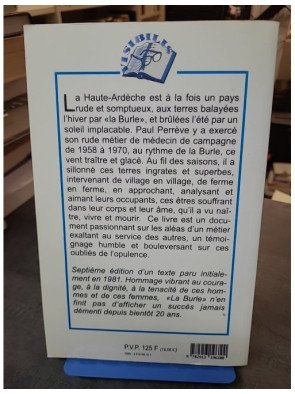 LISIBILIS
La Haute-Ardèche est à la fois un pays
rude et somptueux, aux terres balayées
l'hiver par «la Burle», et brûlées l'été par un
soleil implacable. Paul Perrève y a exercé
son rude métier de médecin de campagne
de 1958 à 1970, au rythme de la Burle, ce
vent traître et glacé. Au fil des saisons, il a
sillonné ces terres ingrates et superbes,
intervenant de village en village, de ferme
en ferme, en approchant, analysant et
aimant leurs occupants, ces êtres souffrant
dans leur corps et leur âme, qu'il a vu naî-
tre, vivre et mourir. Ce livre est un docu-
ment passionnant sur les aléas d'un métier
exaltant au service des autres, un témoi-
gnage humble et bouleversant sur ces
oubliés de l'opulence.
Septième édition d'un texte paru initiale-
ment en 1981. Hommage vibrant au coura-
ge, à la dignité, à la tenacité de ces hom-
mes et de ces femmes, «La Burle» n'en
finit pas d'afficher un succès jamais
démenti depuis bientôt 20 ans.
P.V.P. 125 F